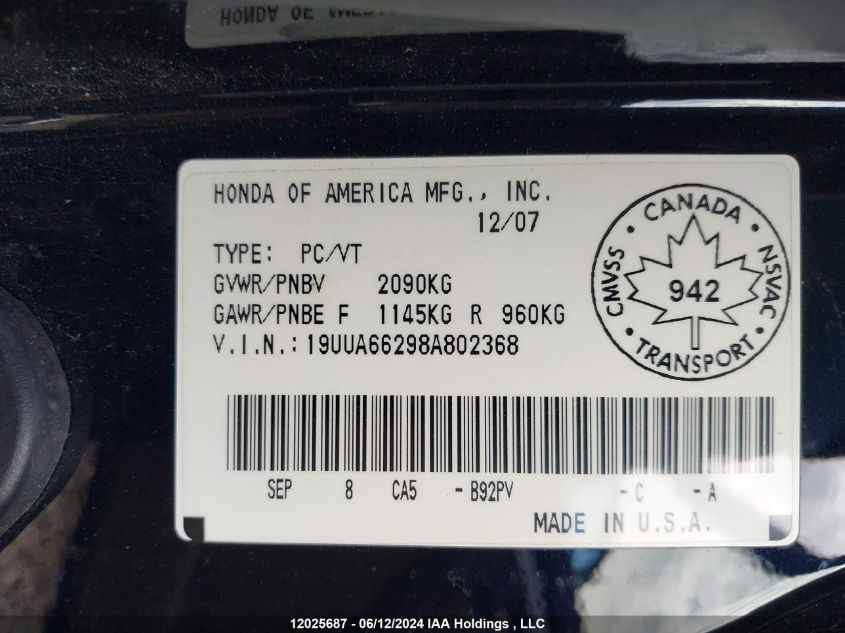 HONDA OF AMERICA MFG., INC.
12/07
TYPE: PC/VT
GVWR/PNBV 2090KG
GAWR/PNBE F 1145KG R 960KG
V.I.N.: 19UUA66298A802368
CANADA
CMVSS
942
NSVAC
TRANSPORT
SEP 8 CA5 - B92PV - C - A
MADE IN U.S.A.
12025687 - 06/12/2024 IAA Holdings , LLC